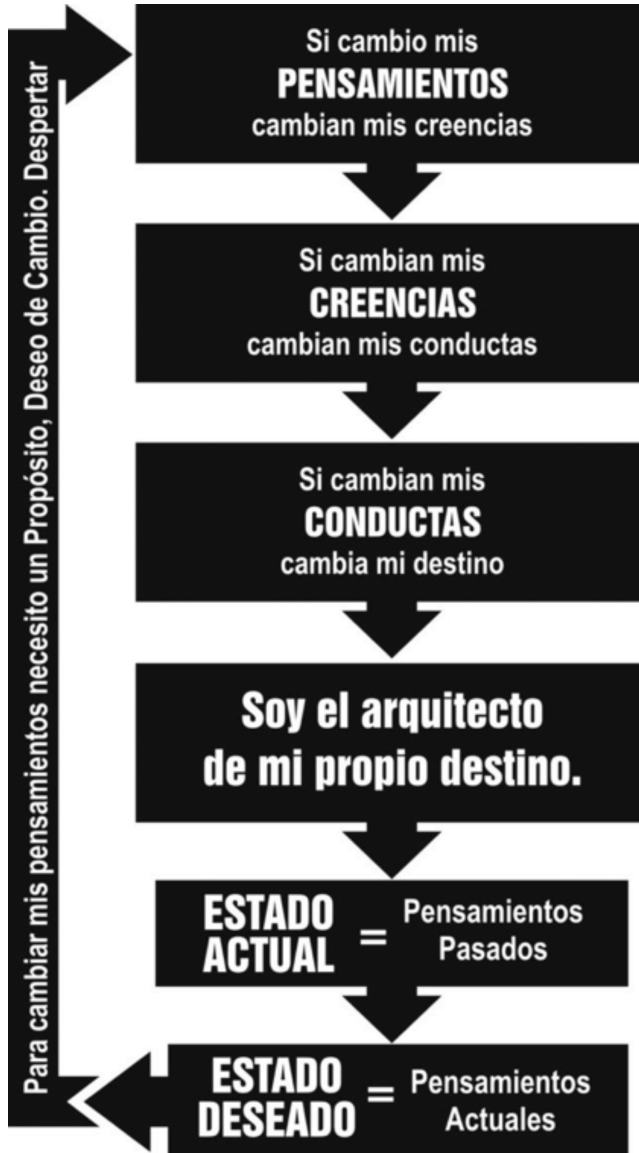 Si cambio mis
PENSAMIENTOS
cambian mis creencias
Si cambian mis
CREENCIAS
cambian mis conductas
Si cambian mis
CONDUCTAS
cambia mi destino
Soy el arquitecto
de mi propio destino.
ESTADO
ACTUAL
=
Pensamientos
Pasados
ESTADO
DESEADO
=
Pensamientos
Actuales
Para cambiar mis pensamientos necesito un Propósito, Deseo de Cambio. Despertar